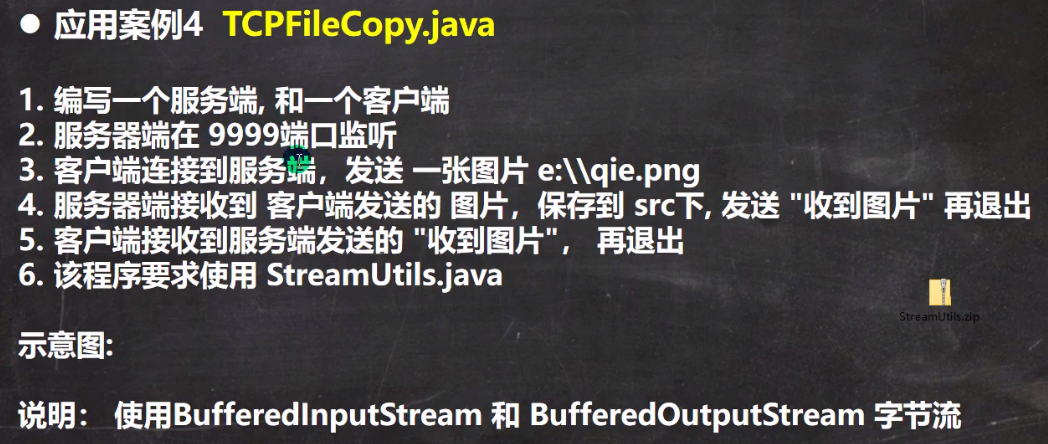 ● 应用案例4 TCPFileCopy.java
1. 编写一个服务端, 和一个客户端
2. 服务器端在 9999端口监听
3. 客户端连接到服务端，发送 一张图片 e:\\qie.png
4. 服务器端接收到 客户端发送的 图片，保存到 src下, 发送 "收到图片" 再退出
5. 客户端接收到服务端发送的 "收到图片"， 再退出
6. 该程序要求使用 StreamUtils.java
StreamUtils.zip
示意图:
说明： 使用BufferedInputStream 和 BufferedOutputStream 字节流